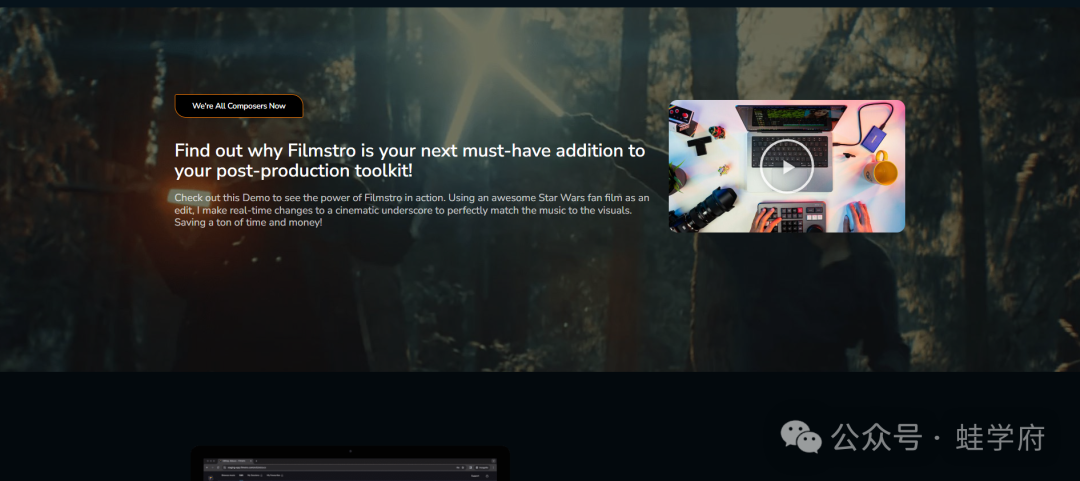 We're All Composers Now
Find out why Filmstro is your next must-have addition to
your post-production toolkit!
Check out this Demo to see the power of Filmstro in action. Using an awesome Star Wars fan film as an
edit, I make real-time changes to a cinematic underscore to perfectly match the music to the visuals.
Saving a ton of time and money!
公众号 · 蛙学府